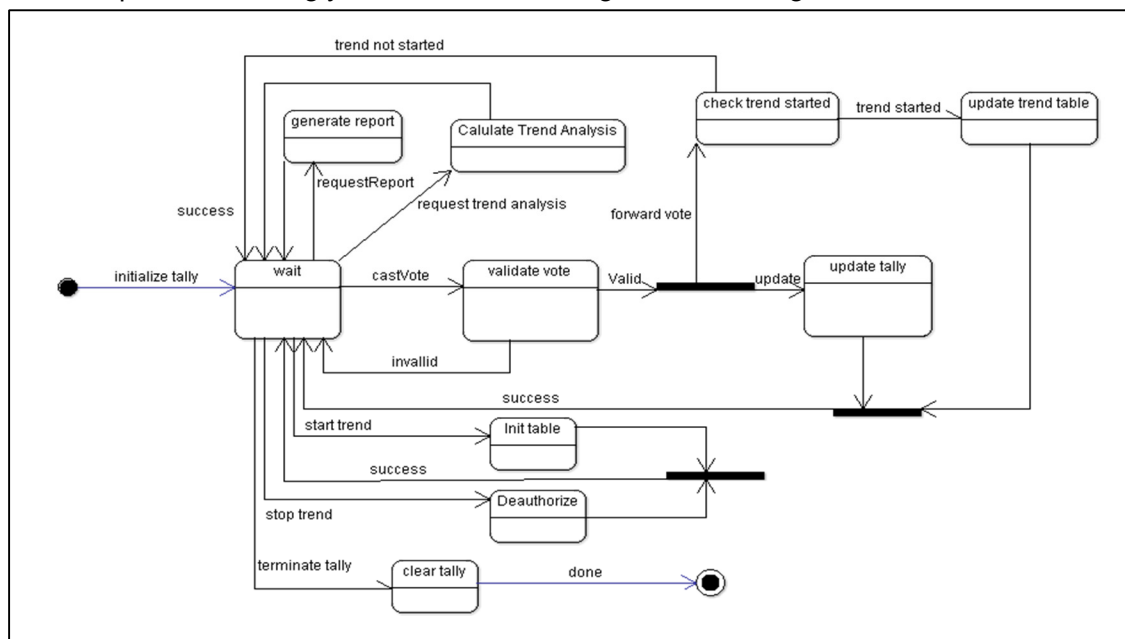 trend not started
generate report
Calulate Trend Analysis
check trend started
trend started
update trend table
requestReport
request trend analysis
success
forward vote
initialize tally
wait
castVote
validate vote
Valid
update
update tally
invallid
success
start trend
Init table
success
stop trend
Deauthorize
terminate tally
clear tally
done